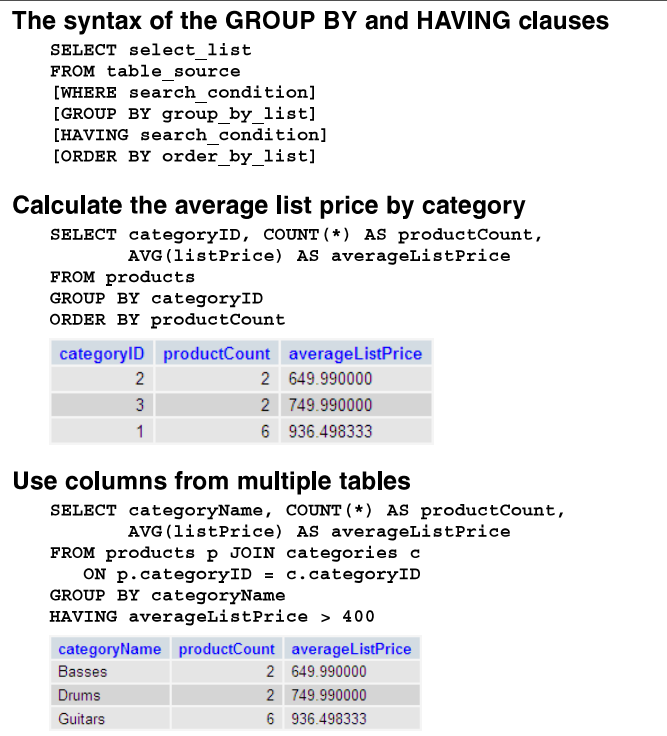 The syntax of the GROUP BY and HAVING clauses
SELECT select_list
FROM table_source
[WHERE search_condition]
[GROUP BY group_by_list]
[HAVING search_condition]
[ORDER BY order_by_list]
Calculate the average list price by category
SELECT categoryID, COUNT(*) AS productCount,
AVG(listPrice) AS averageListPrice
FROM products
GROUP BY categoryID
ORDER BY productCount
categoryID productCount averageListPrice
2 2 649.990000
3 2 749.990000
1 6 936.498333
Use columns from multiple tables
SELECT categoryName, COUNT(*) AS productCount,
AVG(listPrice) AS averageListPrice
FROM products p JOIN categories c
ON p.categoryID = c.categoryID
GROUP BY categoryName
HAVING averageListPrice > 400
categoryName productCount averageListPrice
Basses 2 649.990000
Drums 2 749.990000
Guitars 6 936.498333